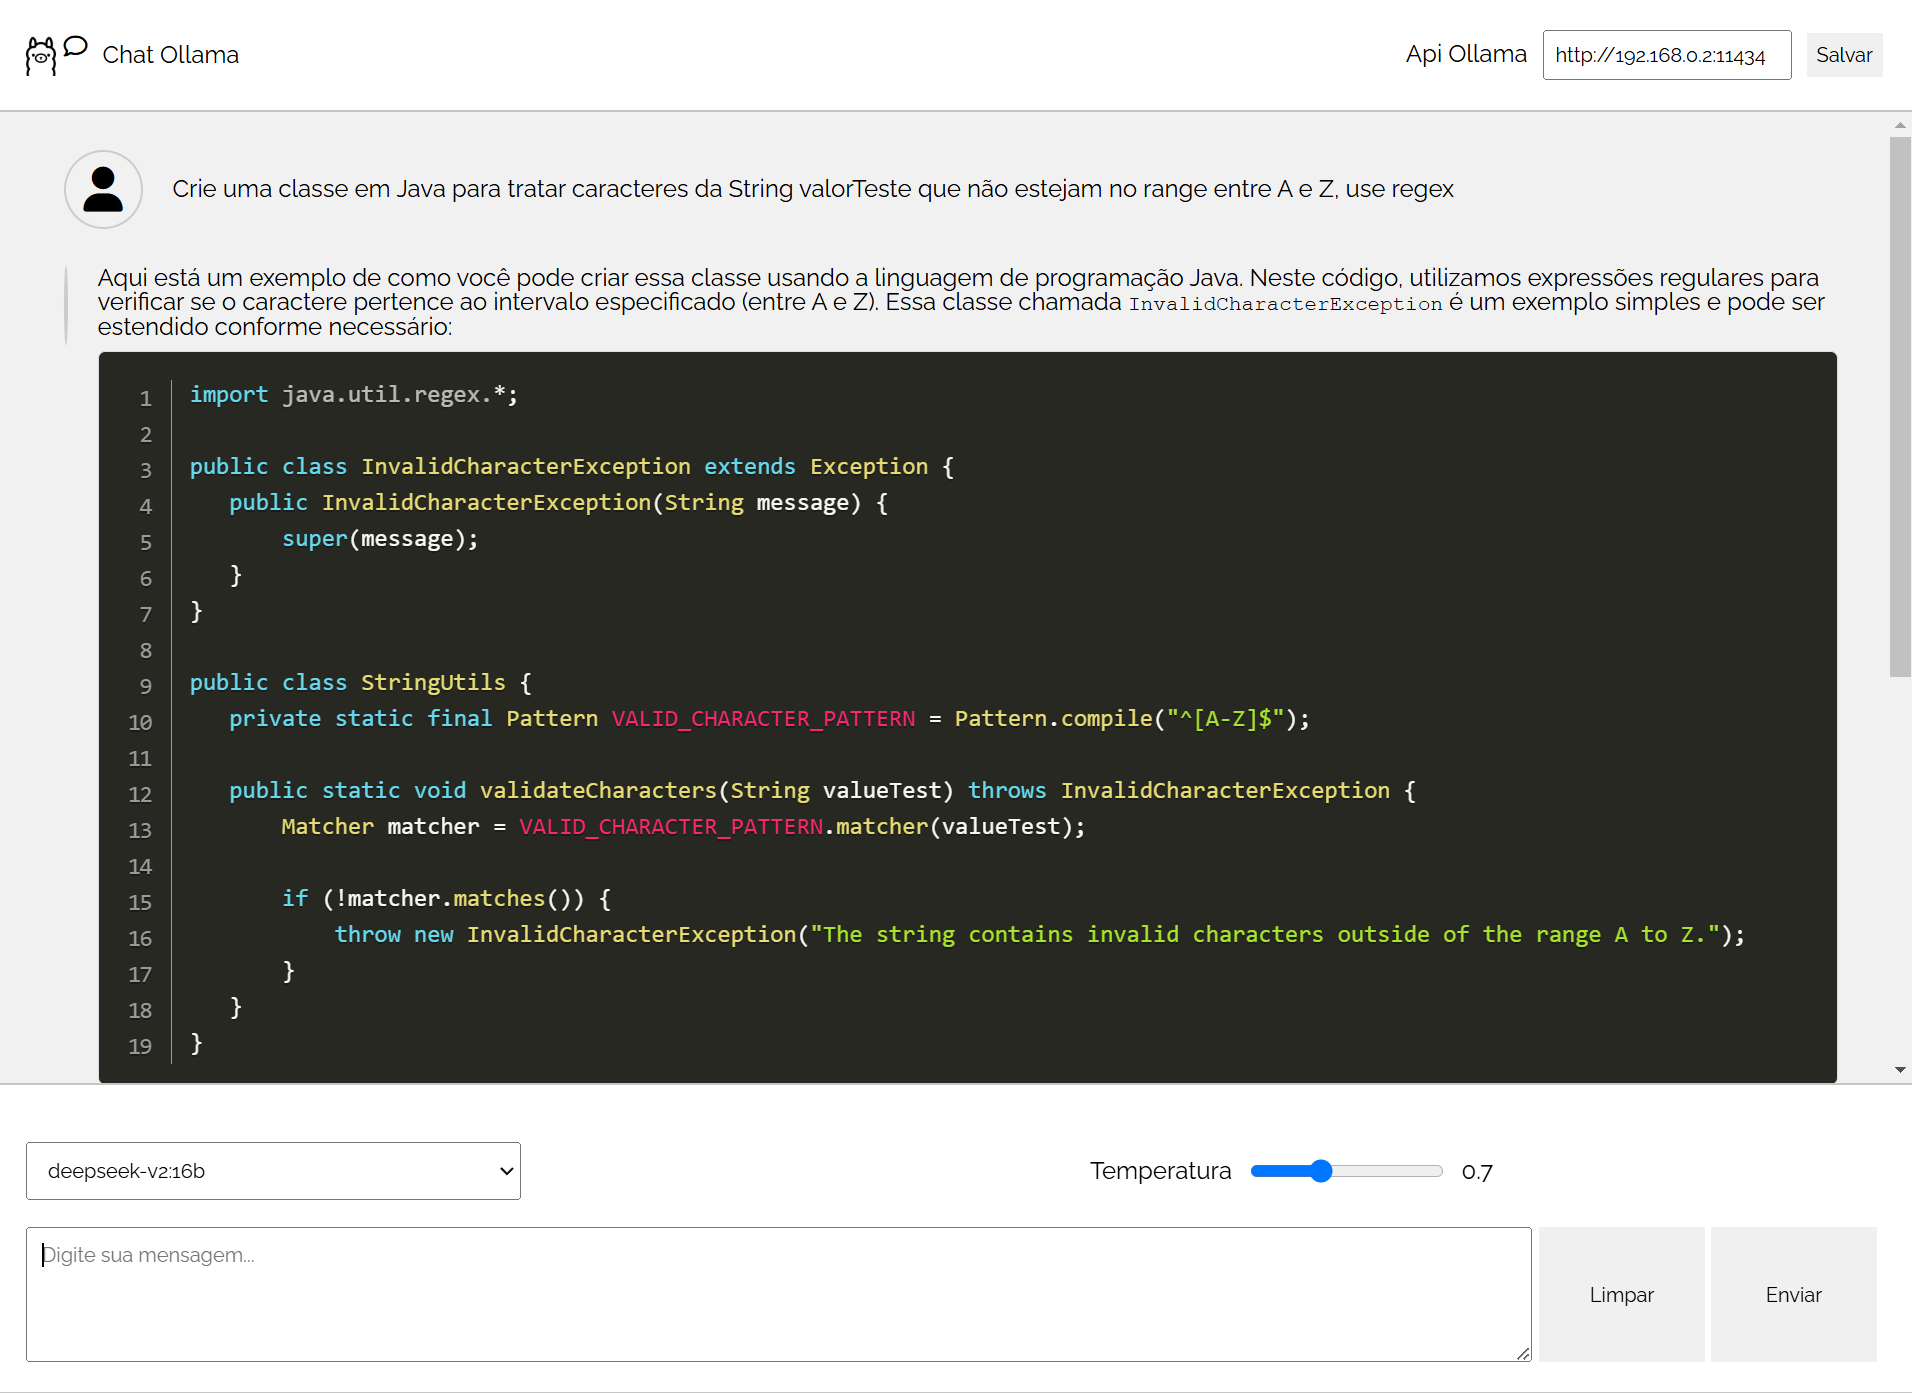 Chat Ollama
Api Ollama http://192.168.0.2:11434 Salvar
Crie uma classe em Java para tratar caracteres da String valorTeste que não estejam no range entre A e Z, use regex
Aqui está um exemplo de como você pode criar essa classe usando a linguagem de programação Java. Neste código, utilizamos expressões regulares para
verificar se o caractere pertence ao intervalo especificado (entre A e Z). Essa classe chamada InvalidCharacterException é um exemplo simples e pode ser
estendido conforme necessário:
1 import java.util.regex.*;
2
3 public class InvalidCharacterException extends Exception {
4    public InvalidCharacterException(String message) {
5        super(message);
6    }
7 }
8
9 public class StringUtils {
10    private static final Pattern VALID_CHARACTER_PATTERN = Pattern.compile("^[A-Z]$");
11
12    public static void validateCharacters(String valueTest) throws InvalidCharacterException {
13        Matcher matcher = VALID_CHARACTER_PATTERN.matcher(valueTest);
14
15        if (!matcher.matches()) {
16            throw new InvalidCharacterException("The string contains invalid characters outside of the range A to Z.");
17        }
18    }
19 }
deepseek-v2:16b
Temperatura 0.7
Digite sua mensagem...
Limpar
Enviar